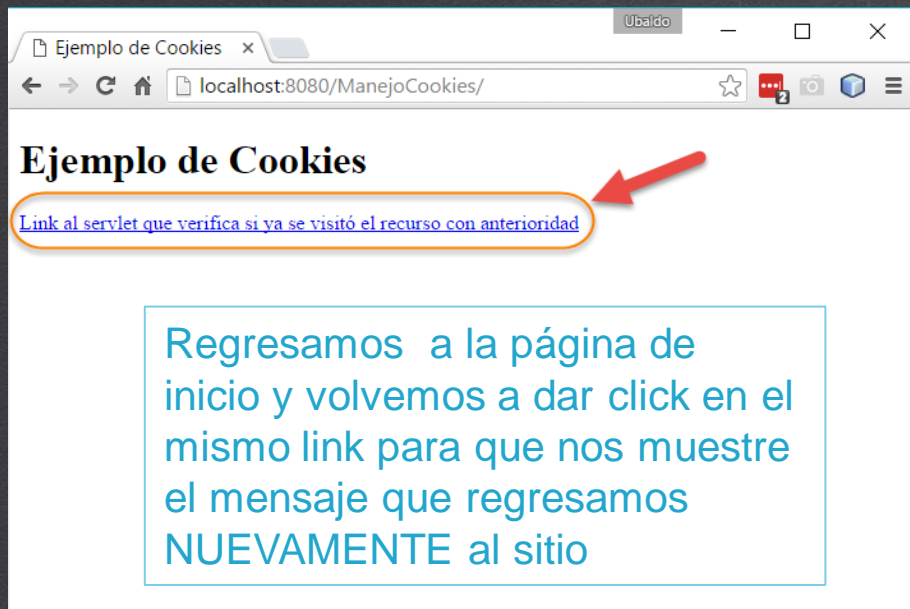 Ubaldo
Ejemplo de Cookies
localhost:8080/ManejoCookies/
2
Ejemplo de Cookies
Link al servlet que verifica si ya se visitó el recurso con anterioridad
Regresamos a la página de
inicio y volvemos a dar click en el
mismo link para que nos muestre
el mensaje que regresamos
NUEVAMENTE al sitio